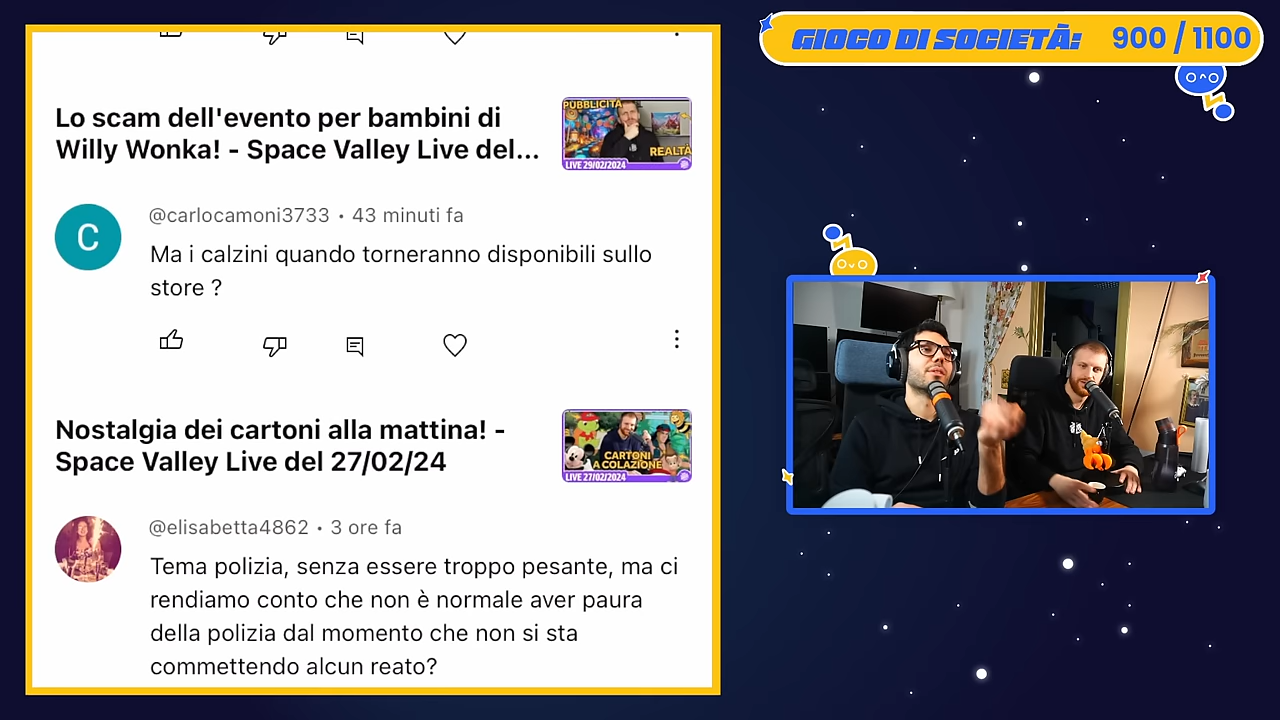 GIOCO DI SOCIETÀ: 900 / 1100
Lo scam dell'evento per bambini di
Willy Wonka! - Space Valley Live del...
PUBBLICITÀ
REALTÀ
LIVE 29/02/2024
@carlocamoni3733 • 43 minuti fa
C
Ma i calzini quando torneranno disponibili sullo
store ?
Nostalgia dei cartoni alla mattina! -
Space Valley Live del 27/02/24
CARTONI
A COLAZIONE
LIVE 27/02/2024
@elisabetta4862 • 3 ore fa
Tema polizia, senza essere troppo pesante, ma ci
rendiamo conto che non è normale aver paura
della polizia dal momento che non si sta
commettendo alcun reato?